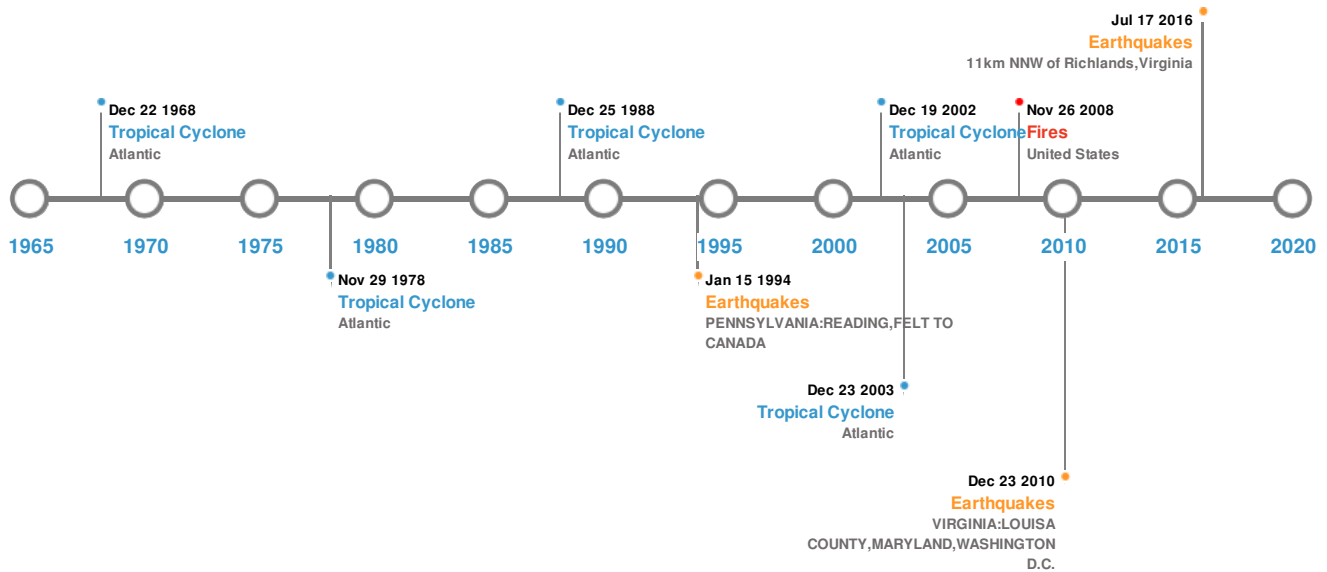 Jul 17 2016
Earthquakes
11km NNW of Richlands,Virginia
Dec 22 1968
Tropical Cyclone
Atlantic
Dec 25 1988
Tropical Cyclone
Atlantic
Dec 19 2002
Tropical Cyclone
Atlantic
Nov 26 2008
Fires
United States
1965 1970 1975 1980 1985 1990 1995 2000 2005 2010 2015 2020
Nov 29 1978
Tropical Cyclone
Atlantic
Jan 15 1994
Earthquakes
PENNSYLVANIA:READING,FELT TO
CANADA
Dec 23 2003
Tropical Cyclone
Atlantic
Dec 23 2010
Earthquakes
VIRGINIA:LOUISA
COUNTY,MARYLAND,WASHINGTON
D.C.